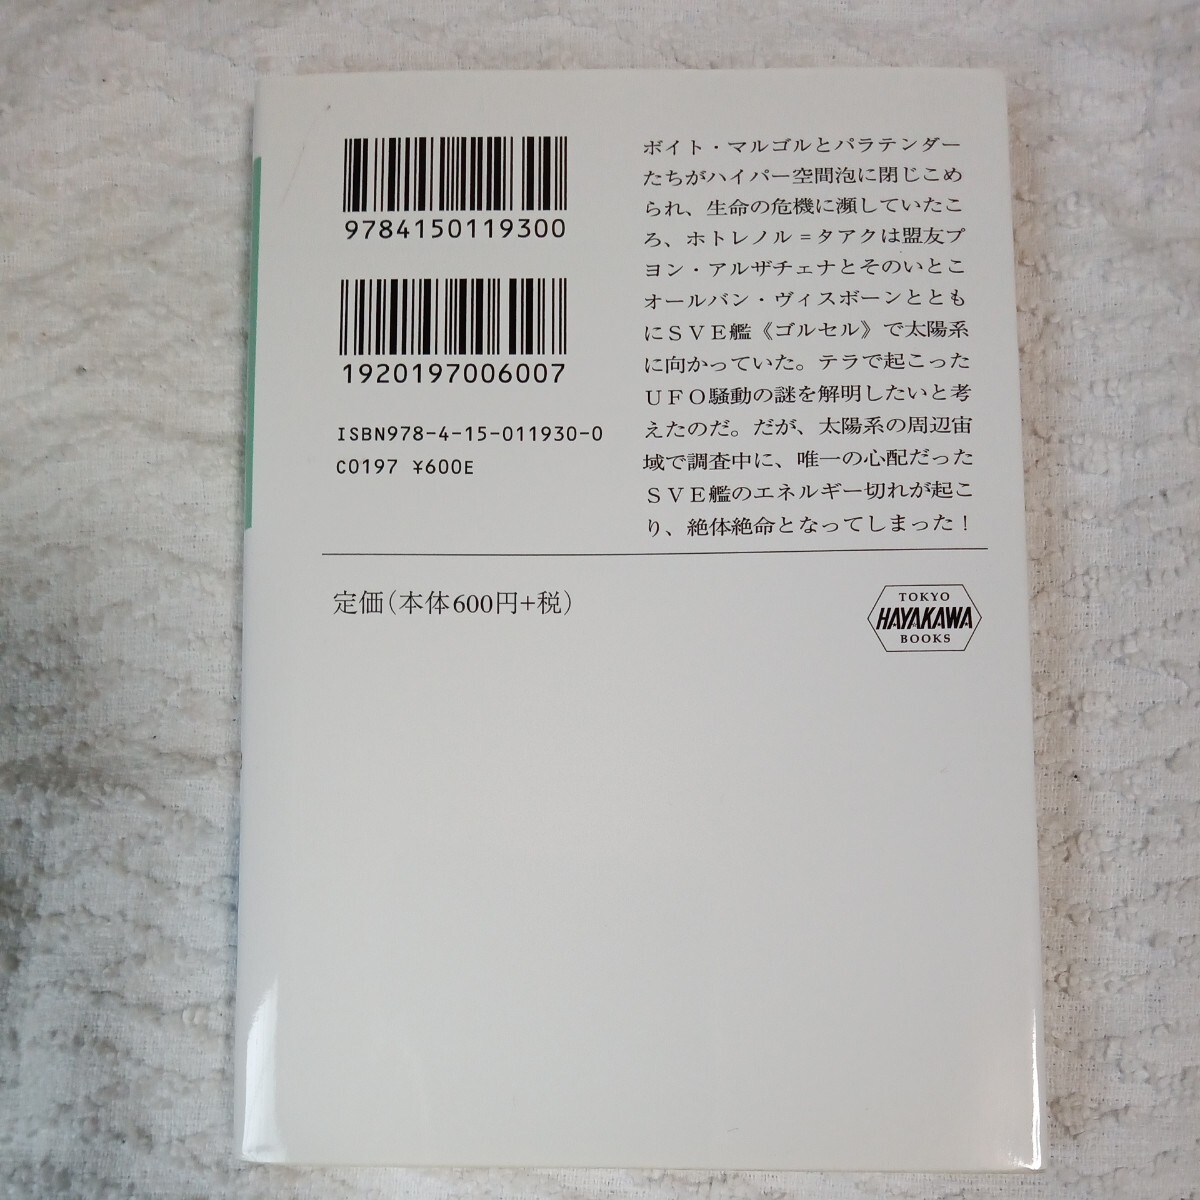 9784150119300
1920197006007
ISBN978-4-15-011930-0
C0197 ¥600E
ボイト・マルゴルとパラテンダー
たちがハイパー空間泡に閉じこめ
られ、生命の危機に瀕していたこ
ろ、ホトレノル=タアクは盟友プ
ヨン・アルザチェナとそのいとこ
オールバン・ヴィスボーンととも
にSVE艦《ゴルセル》で太陽系
に向かっていた。テラで起こった
UFO騒動の謎を解明したいと考
えたのだ。だが、太陽系の周辺宙
域で調査中に、唯一の心配だった
SVE艦のエネルギー切れが起こ
り、絶体絶命となってしまった!
定価(本体600円+税)
TOKYO
HAYAKAWA
BOOKS